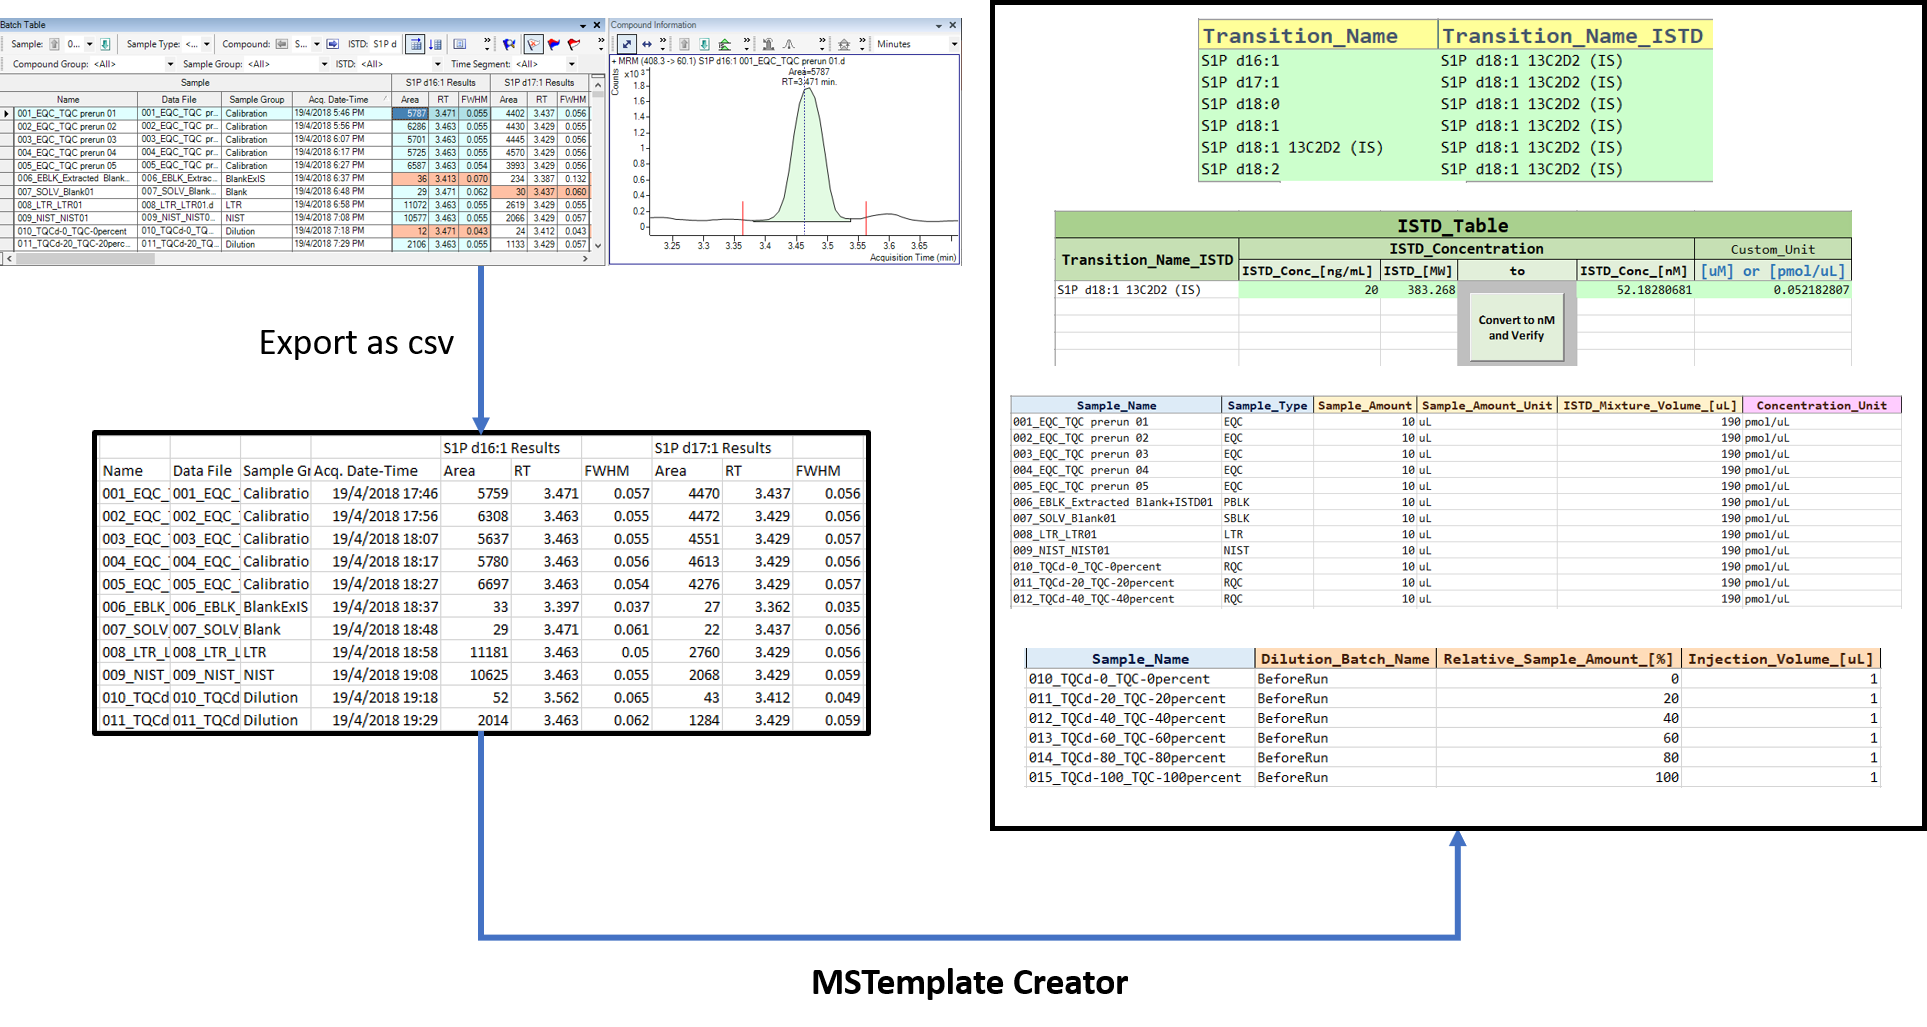 Batch Table
Sample: 0... Sample Type: <... Compound: S... ISTD: S1P d
Compound Group: <All> Sample Group: <All> ISTD: <All> Time Segment: <All>
Sample S1P d16:1 Results S1P d17:1 Results
Name Data File Sample Group Acq. Date-Time Area RT FWHM Area RT FWHM
001_EQC_TQC prerun 01 001_EQC_TQC pr... Calibration 19/4/2018 5:46 PM 5787 3.471 0.055 4402 3.437 0.056
002_EQC_TQC prerun 02 002_EQC_TQC pr... Calibration 19/4/2018 5:56 PM 6286 3.463 0.055 4430 3.429 0.055
003_EQC_TQC prerun 03 003_EQC_TQC pr... Calibration 19/4/2018 6:07 PM 5701 3.463 0.055 4445 3.429 0.056
004_EQC_TQC prerun 04 004_EQC_TQC pr... Calibration 19/4/2018 6:17 PM 5725 3.463 0.055 4570 3.429 0.056
005_EQC_TQC prerun 05 005_EQC_TQC pr... Calibration 19/4/2018 6:27 PM 6587 3.463 0.054 3993 3.429 0.056
006_EBLK_Extracted Blank... 006_EBLK_Extrac... BlankExIS 19/4/2018 6:37 PM 36 3.413 0.070 234 3.387 0.132
007_SOLV_Blank01 007_SOLV_Blank... Blank 19/4/2018 6:48 PM 29 3.471 0.062 30 3.437 0.060
008_LTR_LTR01 008_LTR_LTR01.d LTR 19/4/2018 6:58 PM 11072 3.463 0.055 2619 3.429 0.055
009_NIST_NIST01 009_NIST_NIST0... NIST 19/4/2018 7:08 PM 10577 3.463 0.055 2066 3.429 0.057
010_TQCd-0_TQC-0percent 010_TQCd-0_TQ... Dilution 19/4/2018 7:18 PM 12 3.471 0.043 24 3.412 0.043
011_TQCd-20_TQC-20perc... 011_TQCd-20_TQ... Dilution 19/4/2018 7:29 PM 2106 3.463 0.055 1133 3.429 0.057
Compound Information
Minutes
+ MRM (408.3 -> 60.1) S1P d16:1 001_EQC_TQC prerun 01.d
Counts
x10 3
Area=5787
RT=3.471 min.
1.8
1.6
1.4
1.2
1
0.8
0.6
0.4
0.2
0
3.25 3.3 3.35 3.4 3.45 3.5 3.55 3.6 3.65
Acquisition Time (min)
Export as csv
S1P d16:1 Results S1P d17:1 Results
Name Data File Sample Gr Acq. Date-Time Area RT FWHM Area RT FWHM
001_EQC_ 001_EQC_ Calibratio 19/4/2018 17:46 5759 3.471 0.057 4470 3.437 0.056
002_EQC_ 002_EQC_ Calibratio 19/4/2018 17:56 6308 3.463 0.055 4472 3.429 0.056
003_EQC_ 003_EQC_ Calibratio 19/4/2018 18:07 5637 3.463 0.055 4551 3.429 0.057
004_EQC_ 004_EQC_ Calibratio 19/4/2018 18:17 5780 3.463 0.056 4613 3.429 0.056
005_EQC_ 005_EQC_ Calibratio 19/4/2018 18:27 6697 3.463 0.054 4276 3.429 0.057
006_EBLK_ 006_EBLK_ BlankExIS 19/4/2018 18:37 33 3.397 0.037 27 3.362 0.035
007_SOLV_ 007_SOLV_ Blank 19/4/2018 18:48 29 3.471 0.061 22 3.437 0.056
008_LTR_L 008_LTR_L LTR 19/4/2018 18:58 11181 3.463 0.05 2760 3.429 0.056
009_NIST_ 009_NIST_ NIST 19/4/2018 19:08 10625 3.463 0.055 2068 3.429 0.059
010_TQCd 010_TQCd Dilution 19/4/2018 19:18 52 3.562 0.065 43 3.412 0.049
011_TQCd 011_TQCd Dilution 19/4/2018 19:29 2014 3.463 0.062 1284 3.429 0.059
Transition_Name Transition_Name_ISTD
S1P d16:1 S1P d18:1 13C2D2 (IS)
S1P d17:1 S1P d18:1 13C2D2 (IS)
S1P d18:0 S1P d18:1 13C2D2 (IS)
S1P d18:1 S1P d18:1 13C2D2 (IS)
S1P d18:1 13C2D2 (IS) S1P d18:1 13C2D2 (IS)
S1P d18:2 S1P d18:1 13C2D2 (IS)
ISTD_Table
Transition_Name_ISTD ISTD_Concentration Custom_Unit
ISTD_Conc_[ng/mL] ISTD_[MW] to ISTD_Conc_[nM] [uM] or [pmol/uL]
S1P d18:1 13C2D2 (IS) 20 383.268 52.18280681 0.052182807
Convert to nM
and Verify
Sample_Name Sample_Type Sample_Amount Sample_Amount_Unit ISTD_Mixture_Volume_[uL] Concentration_Unit
001_EQC_TQC prerun 01 EQC 10 uL 190 pmol/uL
002_EQC_TQC prerun 02 EQC 10 uL 190 pmol/uL
003_EQC_TQC prerun 03 EQC 10 uL 190 pmol/uL
004_EQC_TQC prerun 04 EQC 10 uL 190 pmol/uL
005_EQC_TQC prerun 05 EQC 10 uL 190 pmol/uL
006_EBLK_Extracted Blank+ISTD01 PBLK 10 uL 190 pmol/uL
007_SOLV_Blank01 SBLK 10 uL 190 pmol/uL
008_LTR_LTR01 LTR 10 uL 190 pmol/uL
009_NIST_NIST01 NIST 10 uL 190 pmol/uL
010_TQCd-0_TQC-0percent RQC 10 uL 190 pmol/uL
011_TQCd-20_TQC-20percent RQC 10 uL 190 pmol/uL
012_TQCd-40_TQC-40percent RQC 10 uL 190 pmol/uL
Sample_Name Dilution_Batch_Name Relative_Sample_Amount_[%] Injection_Volume_[uL]
010_TQCd-0_TQC-0percent BeforeRun 0 1
011_TQCd-20_TQC-20percent BeforeRun 20 1
012_TQCd-40_TQC-40percent BeforeRun 40 1
013_TQCd-60_TQC-60percent BeforeRun 60 1
014_TQCd-80_TQC-80percent BeforeRun 80 1
015_TQCd-100_TQC-100percent BeforeRun 100 1
MSTemplate Creator